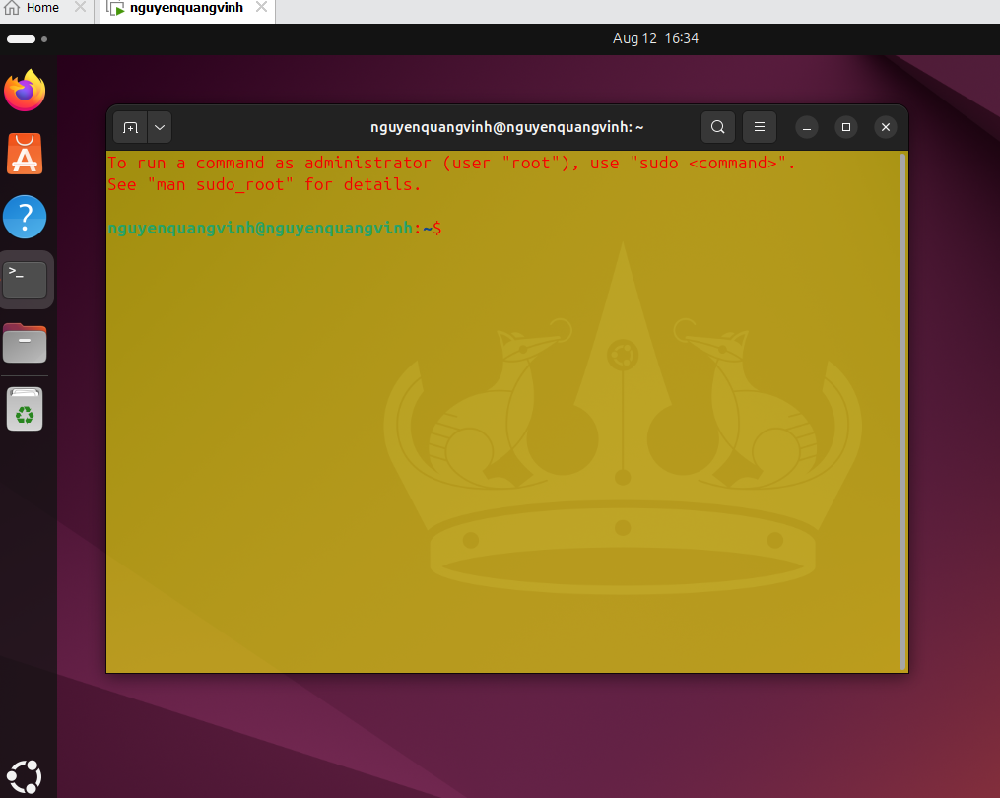 Home
nguyenquangvinh
Aug 12 16:34
nguyenquangvinh@nguyenquangvinh: ~
To run a command as administrator (user "root"), use "sudo <command>".
See "man sudo_root" for details.
nguyenquangvinh@nguyenquangvinh:~$